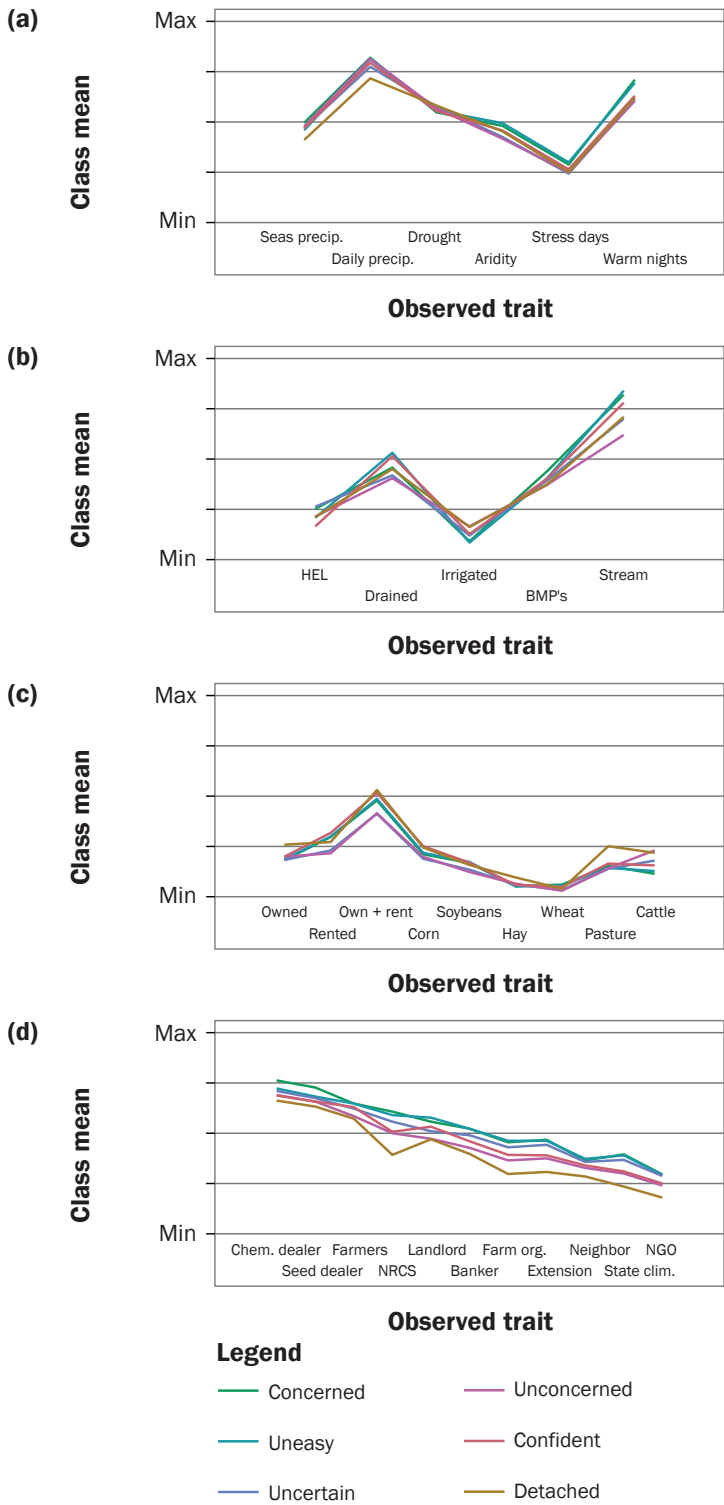 (a)
Class mean
Max
Min
Seas precip. Drought Stress days
Daily precip. Aridity Warm nights
Observed trait
(b)
Class mean
Max
Min
HEL Irrigated Stream
Drained BMP's
Observed trait
(c)
Class mean
Max
Min
Owned Own + rent Soybeans Wheat Cattle
Rented Corn Hay Pasture
Observed trait
(d)
Class mean
Max
Min
Chem. dealer Farmers Landlord Farm org. Neighbor NGO
Seed dealer NRCS Banker Extension State clim.
Observed trait
Legend
Concerned Unconcerned
Uneasy Confident
Uncertain Detached